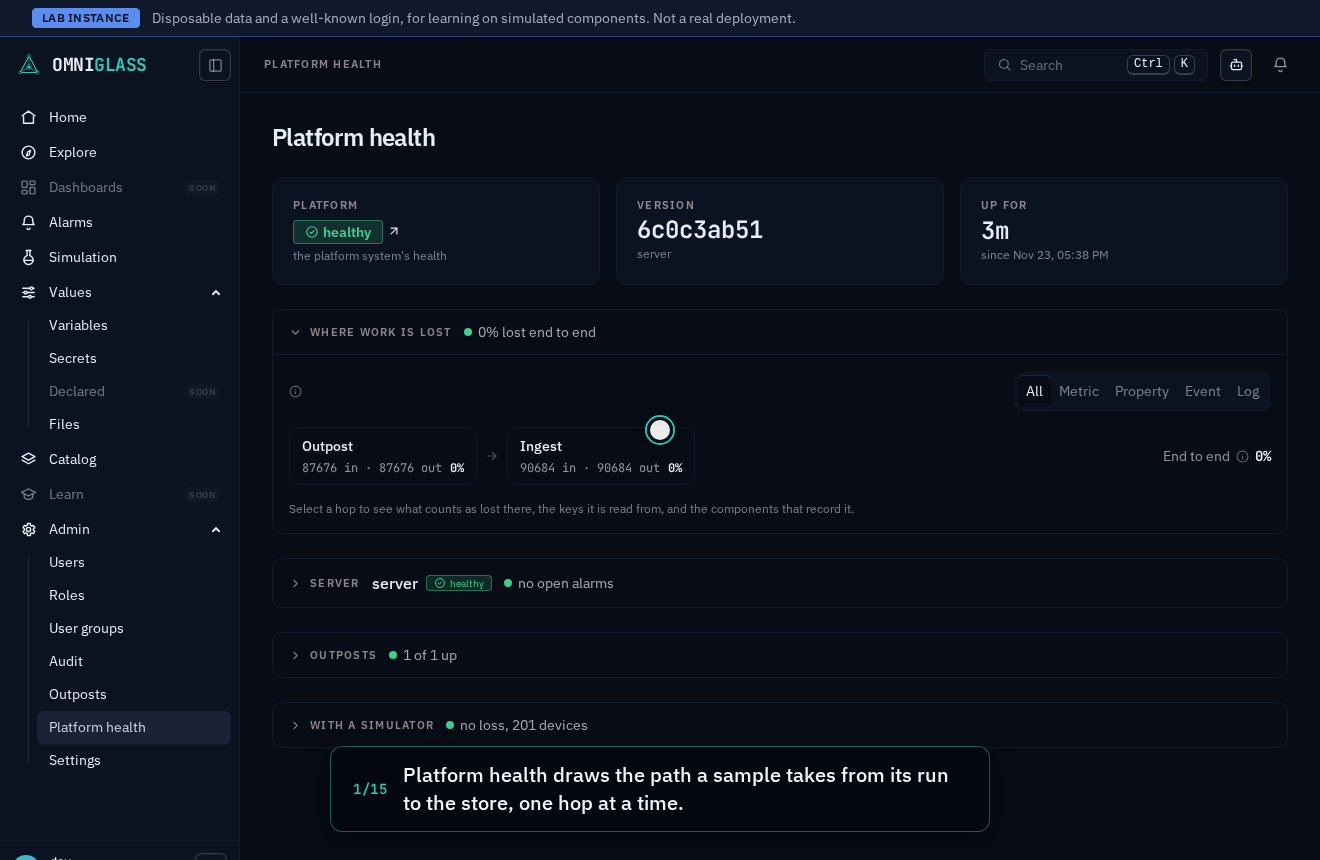 LAB INSTANCE Disposable data and a well-known login, for learning on simulated components. Not a real deployment.
OMNIGLASS
PLATFORM HEALTH
Search Ctrl K
Home
Explore
Dashboards SOON
Alarms
Simulation
Values
Variables
Secrets
Declared SOON
Files
Catalog
Learn SOON
Admin
Users
Roles
User groups
Audit
Outposts
Platform health
Settings
Platform health
PLATFORM
healthy
the platform system's health
VERSION
6c0c3ab51
server
UP FOR
3m
since Nov 23, 05:38 PM
WHERE WORK IS LOST 0% lost end to end
All Metric Property Event Log
Outpost
87676 in · 87676 out 0%
→
Ingest
90684 in · 90684 out 0%
End to end 0%
Select a hop to see what counts as lost there, the keys it is read from, and the components that record it.
SERVER server healthy no open alarms
OUTPOSTS 1 of 1 up
WITH A SIMULATOR no loss, 201 devices
1/15
Platform health draws the path a sample takes from its run
to the store, one hop at a time.